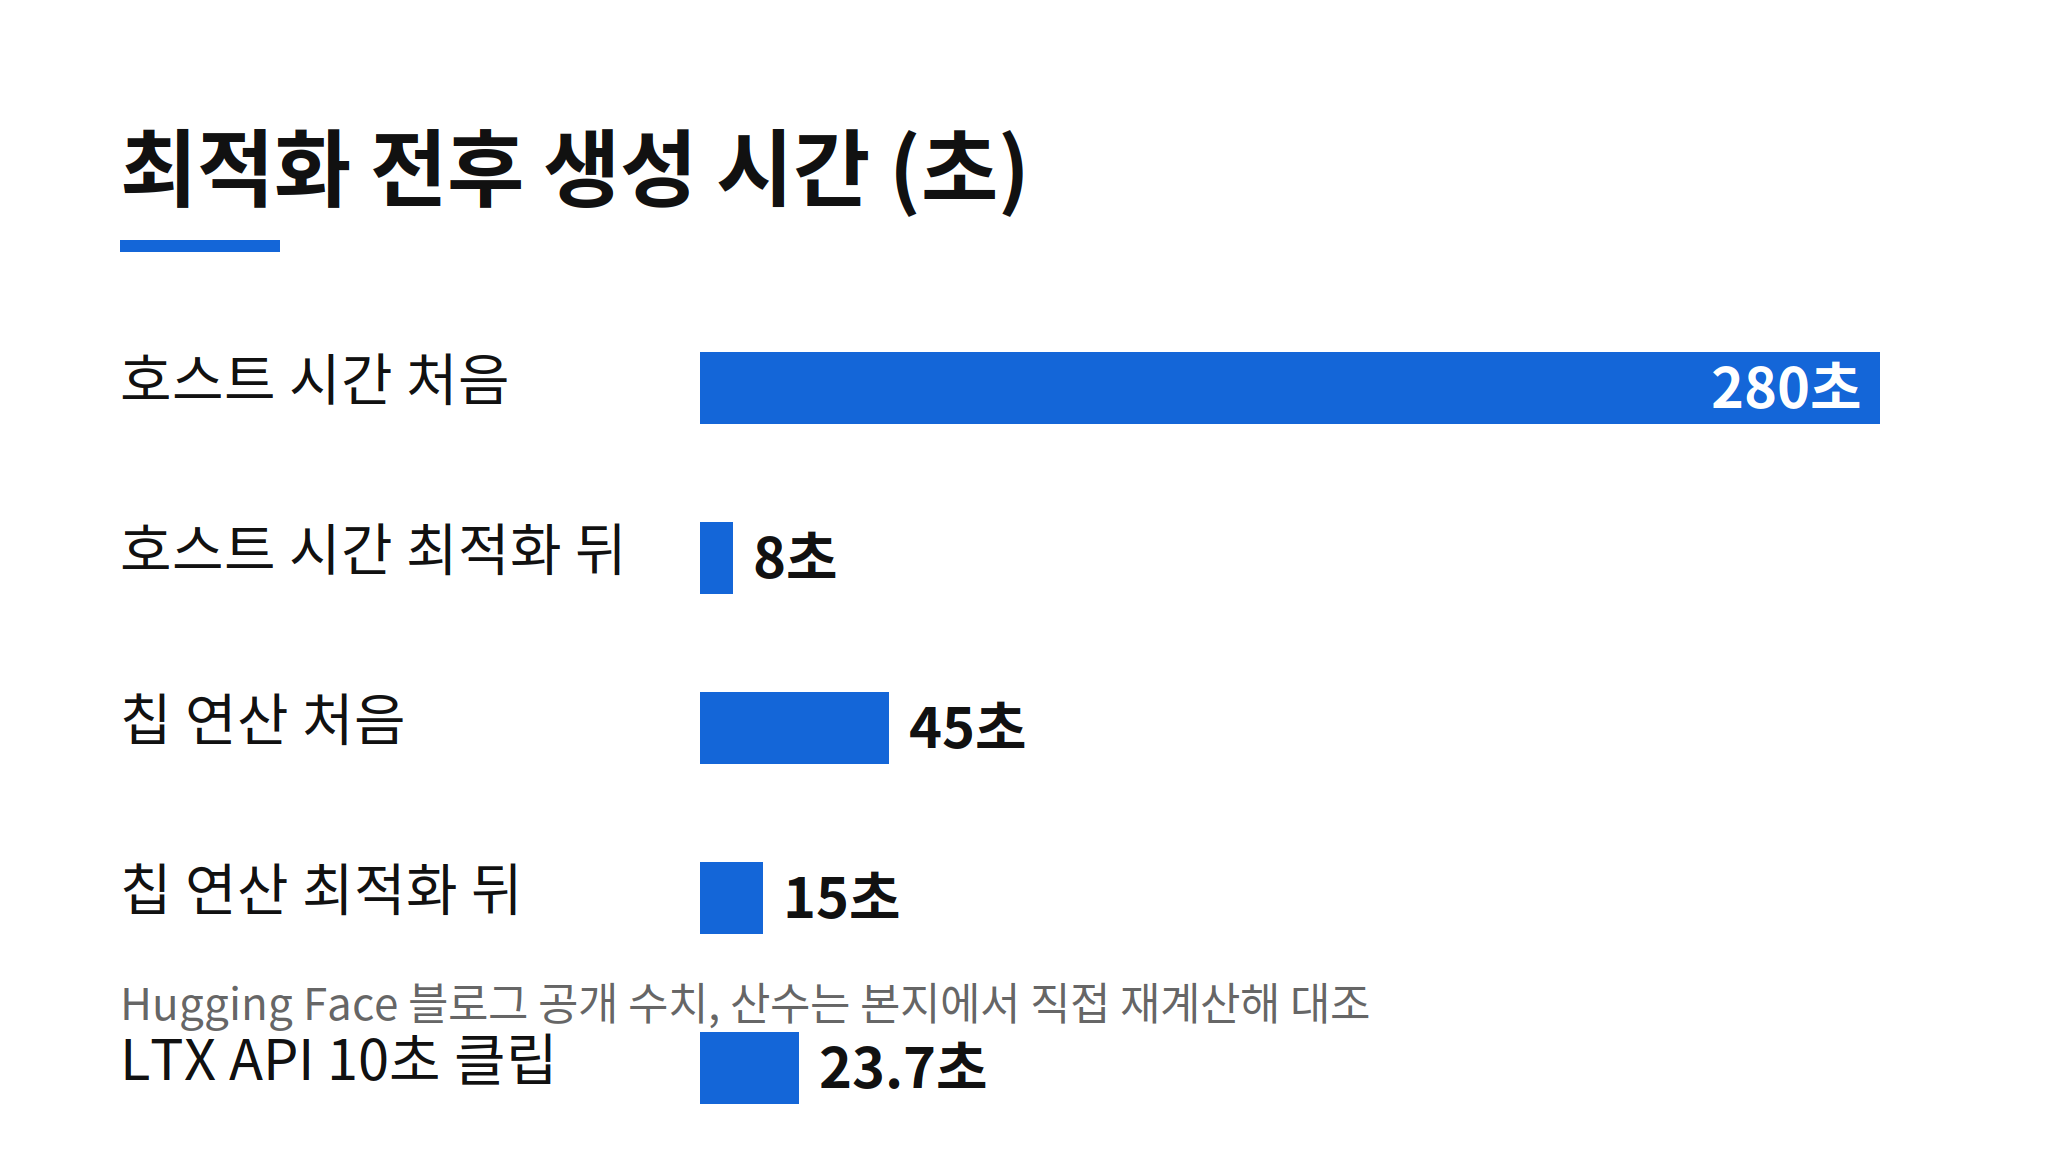 최적화 전후 생성 시간 (초)
호스트 시간 처음 280초
호스트 시간 최적화 뒤 8초
칩 연산 처음 45초
칩 연산 최적화 뒤 15초
Hugging Face 블로그 공개 수치, 산수는 본지에서 직접 재계산해 대조
LTX API 10초 클립 23.7초